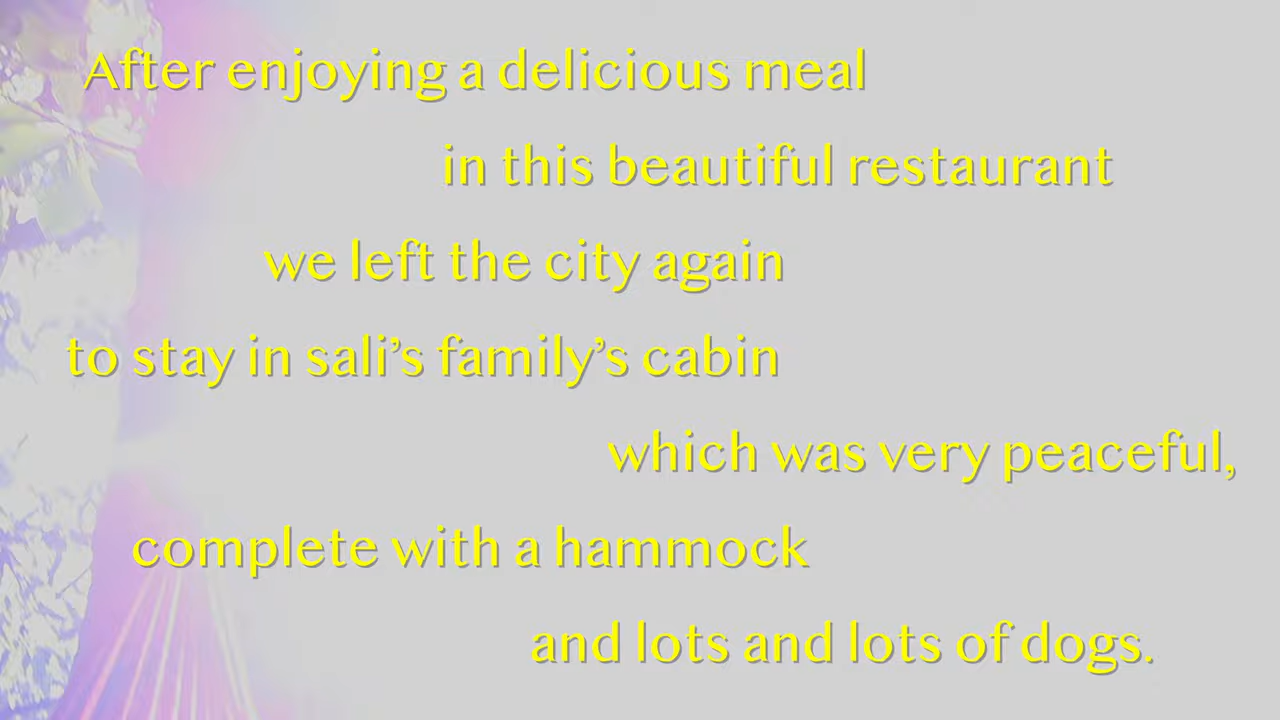 After enjoying a delicious meal
in this beautiful restaurant
we left the city again
to stay in sali’s family’s cabin
which was very peaceful,
complete with a hammock
and lots and lots of dogs.